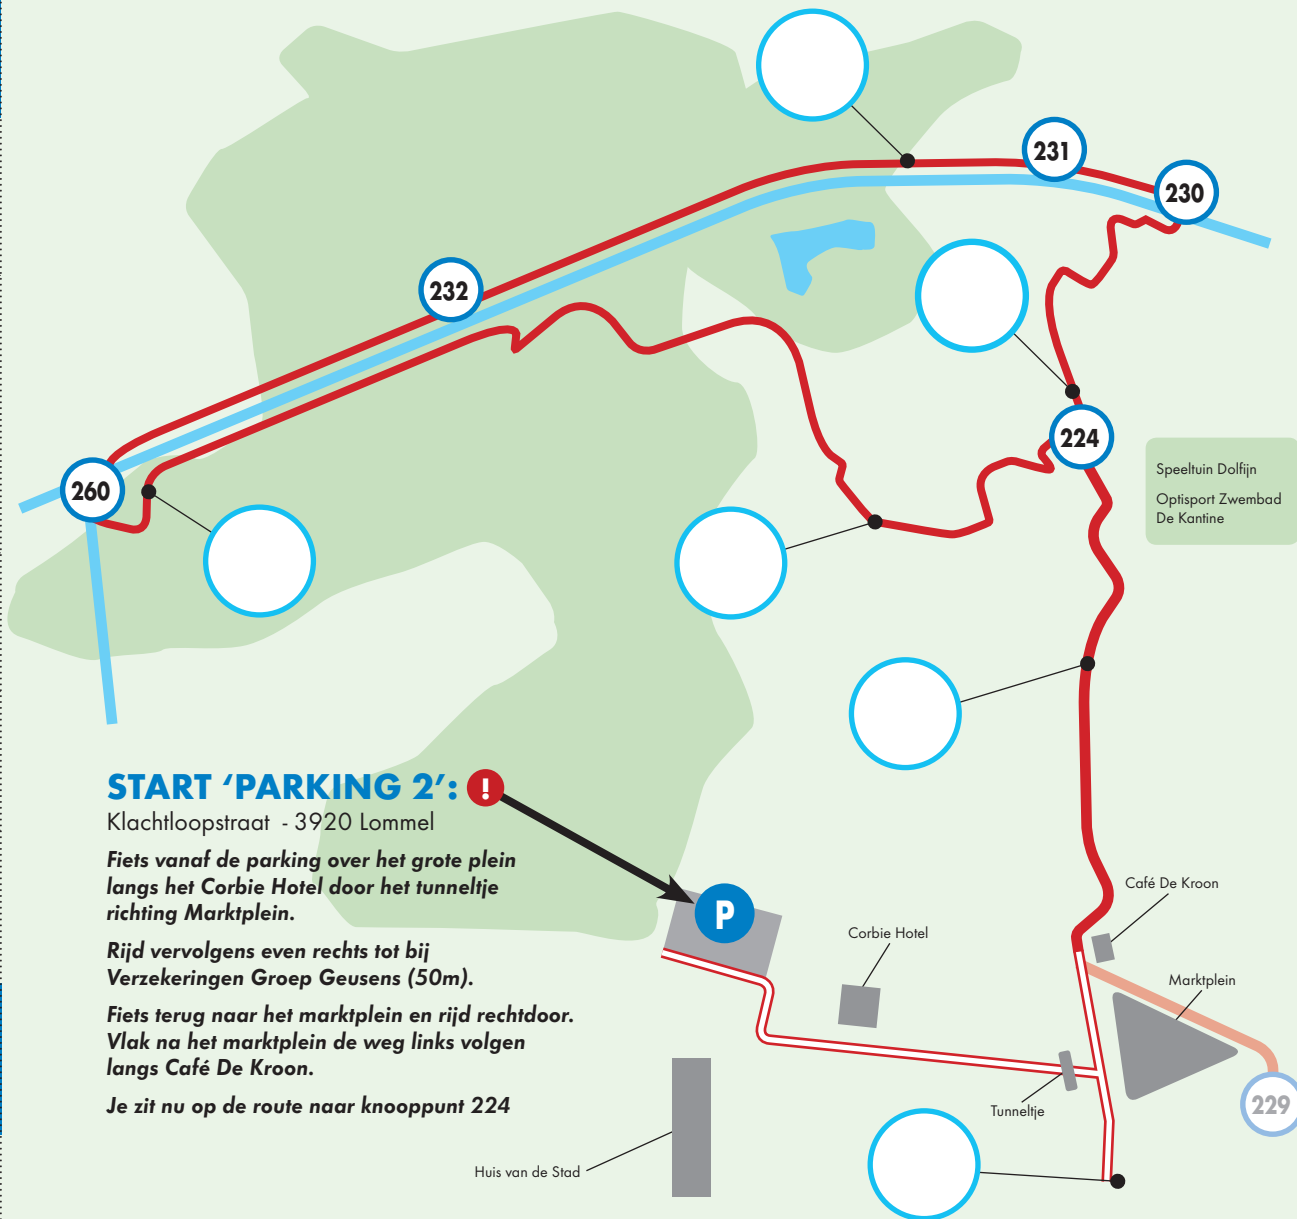 231
230
232
224
260
Speeltuin Dolfijn
Optisport Zwembad
De Kantine
START ‘PARKING 2’: !
Klachtloopstraat - 3920 Lommel
Fiets vanaf de parking over het grote plein
langs het Corbie Hotel door het tunneltje
richting Marktplein.
Rijd vervolgens even rechts tot bij
Verzekeringen Groep Geusens (50m).
Fiets terug naar het marktplein en rijd rechtdoor.
Vlak na het marktplein de weg links volgen
langs Café De Kroon.
Je zit nu op de route naar knooppunt 224
P
Café De Kroon
Corbie Hotel
Marktplein
Tunneltje
229
Huis van de Stad